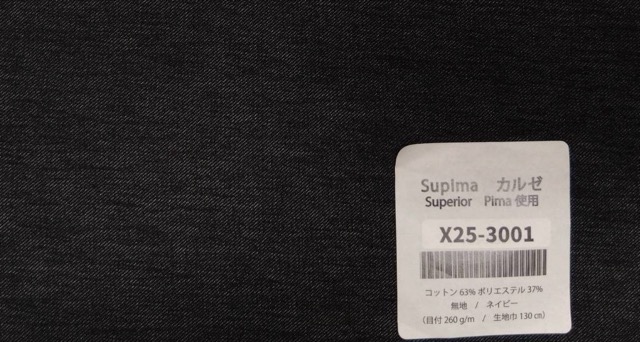 Supima カルゼ
Superior Pima 使用
X25-3001
コットン 63% ポリエステル 37%
無地 / ネイビー
（目付 260 g/m / 生地巾 130 ㎝）